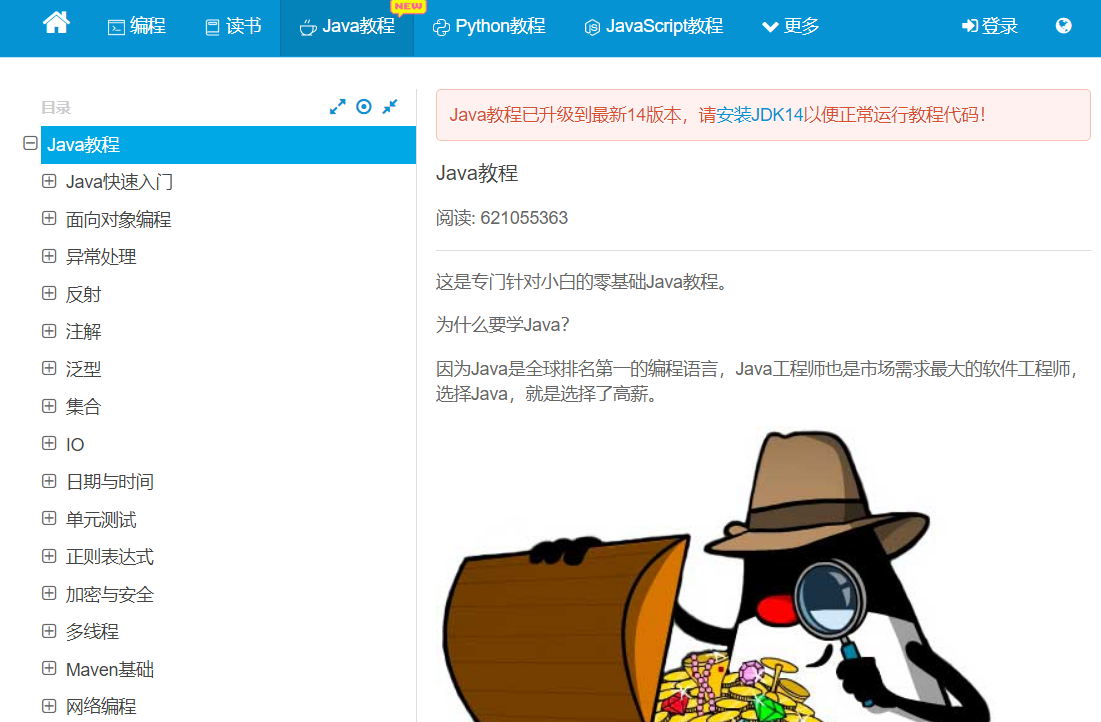 编程 读书 Java教程 NEW Python教程 JavaScript教程 更多 登录
目录
Java教程
Java快速入门
面向对象编程
异常处理
反射
注解
泛型
集合
IO
日期与时间
单元测试
正则表达式
加密与安全
多线程
Maven基础
网络编程
Java教程已升级到最新14版本，请安装JDK14以便正常运行教程代码！
Java教程
阅读: 621055363
这是专门针对小白的零基础Java教程。
为什么要学Java？
因为Java是全球排名第一的编程语言，Java工程师也是市场需求最大的软件工程师，
选择Java，就是选择了高薪。